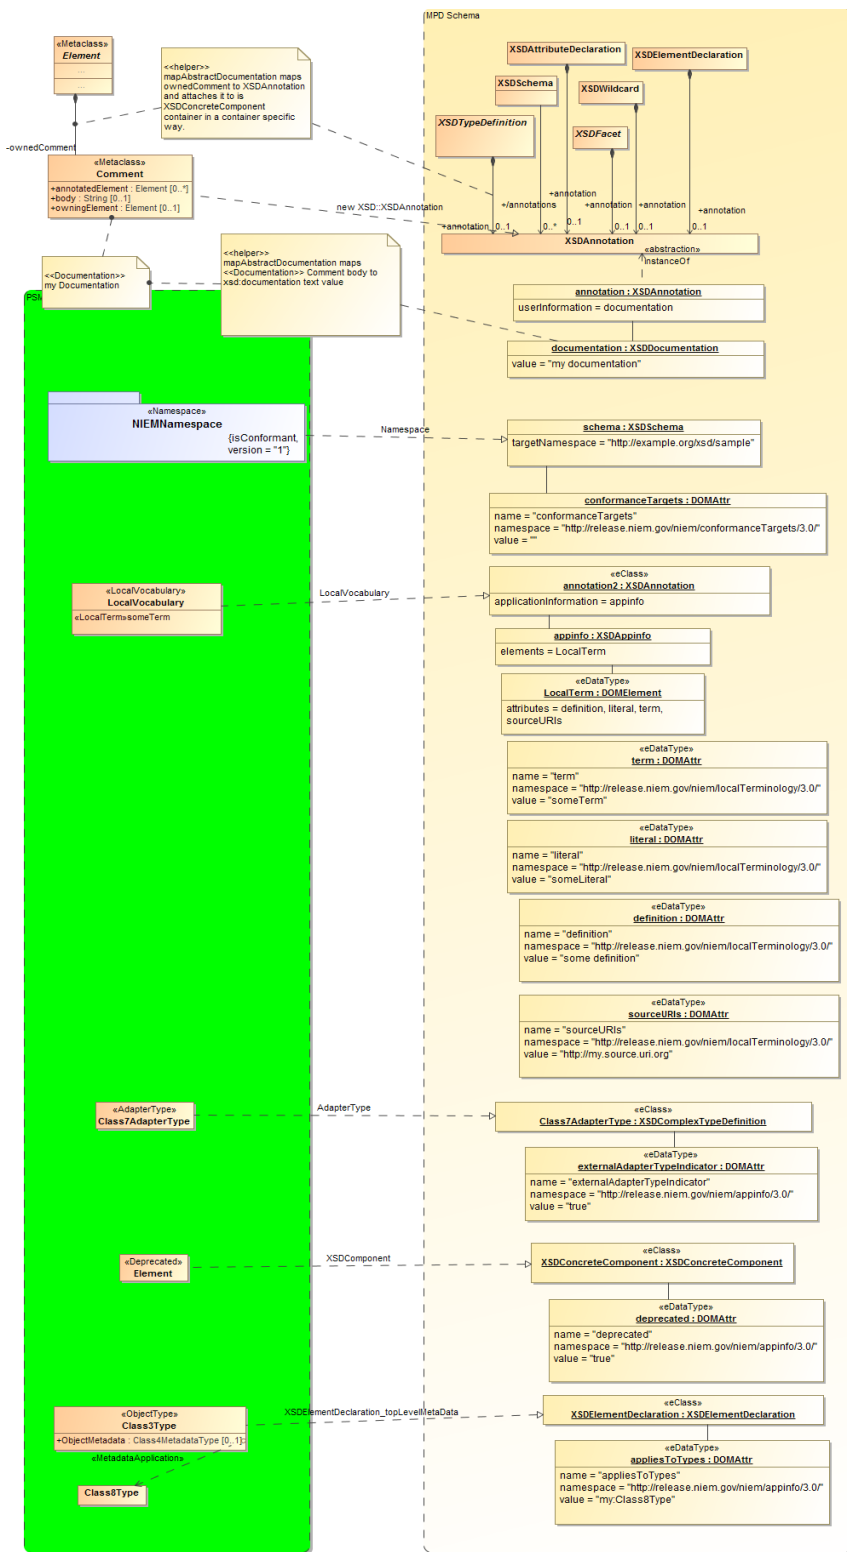 MPD Schema
«Metaclass»
Element
...
...
-ownedComment
<<helper>>
mapAbstractDocumentation maps
ownedComment to XSDAnnotation
and attaches it to is
XSDConcreteComponent
container in a container specific
way.
XSDAttributeDeclaration
XSDElementDeclaration
XSDSchema
XSDWildcard
XSDTypeDefinition
XSDFacet
«Metaclass»
Comment
+annotatedElement : Element [0..*]
+body : String [0..1]
+owningElement : Element [0..1]
new XSD::XSDAnnotation
+annotation
+/annotations
+annotation
+annotation
+annotation
+annotation
0..1
0..*
0..1
0..1
0..1
0..1
XSDAnnotation
«abstraction»
instanceOf
<<Documentation>>
my Documentation
<<helper>>
mapAbstractDocumentation maps
<<Documentation>> Comment body to
xsd:documentation text value
PSM
annotation : XSDAnnotation
userInformation = documentation
documentation : XSDDocumentation
value = "my documentation"
«Namespace»
NIEMNamespace
{isConformant,
version = "1"}
Namespace
schema : XSDSchema
targetNamespace = "http://example.org/xsd/sample"
conformanceTargets : DOMAttr
name = "conformanceTargets"
namespace = "http://release.niem.gov/niem/conformanceTargets/3.0/"
value = ""
«LocalVocabulary»
LocalVocabulary
«LocalTerm»someTerm
LocalVocabulary
«eClass»
annotation2 : XSDAnnotation
applicationInformation = appinfo
appinfo : XSDAppinfo
elements = LocalTerm
«eDataType»
LocalTerm : DOMElement
attributes = definition, literal, term,
sourceURIs
«eDataType»
term : DOMAttr
name = "term"
namespace = "http://release.niem.gov/niem/localTerminology/3.0/"
value = "someTerm"
«eDataType»
literal : DOMAttr
name = "literal"
namespace = "http://release.niem.gov/niem/localTerminology/3.0/"
value = "someLiteral"
«eDataType»
definition : DOMAttr
name = "definition"
namespace = "http://release.niem.gov/niem/localTerminology/3.0/"
value = "some definition"
«eDataType»
sourceURIs : DOMAttr
name = "sourceURIs"
namespace = "http://release.niem.gov/niem/localTerminology/3.0/"
value = "http://my.source.uri.org"
«AdapterType»
Class7AdapterType
AdapterType
«eClass»
Class7AdapterType : XSDComplexTypeDefinition
«eDataType»
externalAdapterTypeIndicator : DOMAttr
name = "externalAdapterTypeIndicator"
namespace = "http://release.niem.gov/niem/appinfo/3.0/"
value = "true"
«Deprecated»
Element
XSDComponent
«eClass»
XSDConcreteComponent : XSDConcreteComponent
«eDataType»
deprecated : DOMAttr
name = "deprecated"
namespace = "http://release.niem.gov/niem/appinfo/3.0/"
value = "true"
«ObjectType»
Class3Type
+ObjectMetadata : Class4MetadataType [0..1]
XSDElementDeclaration_topLevelMetaData
«eClass»
XSDElementDeclaration : XSDElementDeclaration
«MetadataApplication»
Class8Type
«eDataType»
appliesToTypes : DOMAttr
name = "appliesToTypes"
namespace = "http://release.niem.gov/niem/appinfo/3.0/"
value = "my:Class8Type"